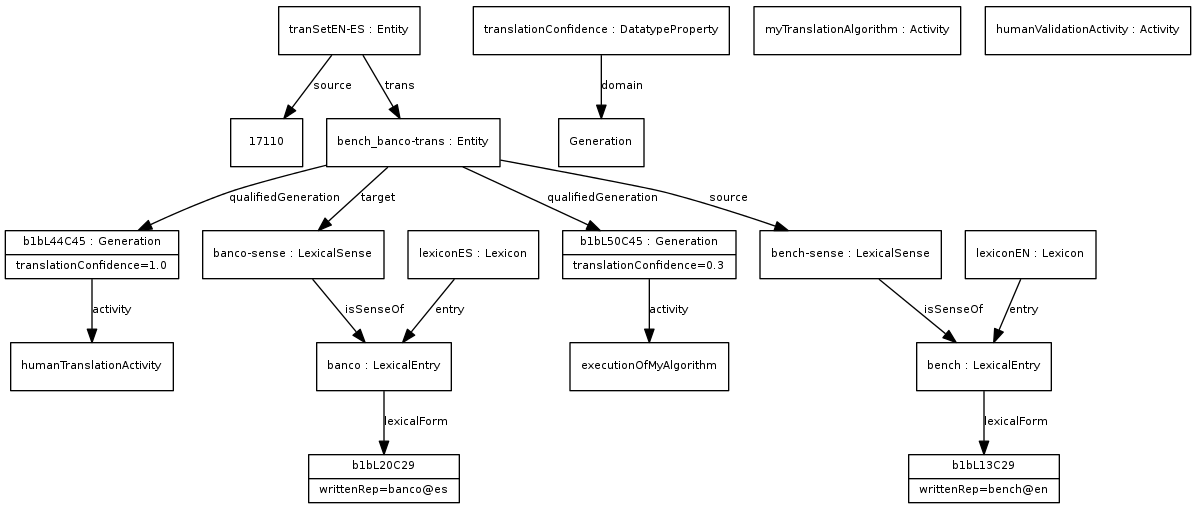 tranSetEN-ES : Entity
translationConfidence : DatatypeProperty
myTranslationAlgorithm : Activity
humanValidationActivity : Activity
source
trans
domain
17110
bench_banco-trans : Entity
Generation
qualifiedGeneration
target
qualifiedGeneration
source
b1bL44C45 : Generation
translationConfidence=1.0
banco-sense : LexicalSense
lexiconES : Lexicon
b1bL50C45 : Generation
translationConfidence=0.3
bench-sense : LexicalSense
lexiconEN : Lexicon
activity
isSenseOf
entry
activity
isSenseOf
entry
humanTranslationActivity
banco : LexicalEntry
executionOfMyAlgorithm
bench : LexicalEntry
lexicalForm
lexicalForm
b1bL20C29
writtenRep=banco@es
b1bL13C29
writtenRep=bench@en